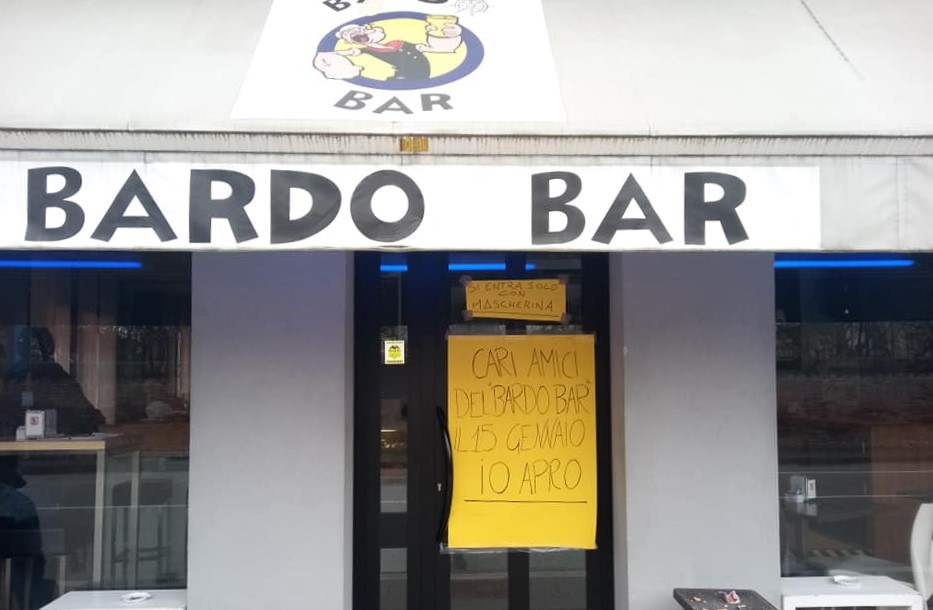 BAR
BARDO BAR
SI ENTRA SOLO
CON
MASCHERINA
CARI AMICI
DEL "BARDO BAR"
IL 15 GENNAIO
IO APRO